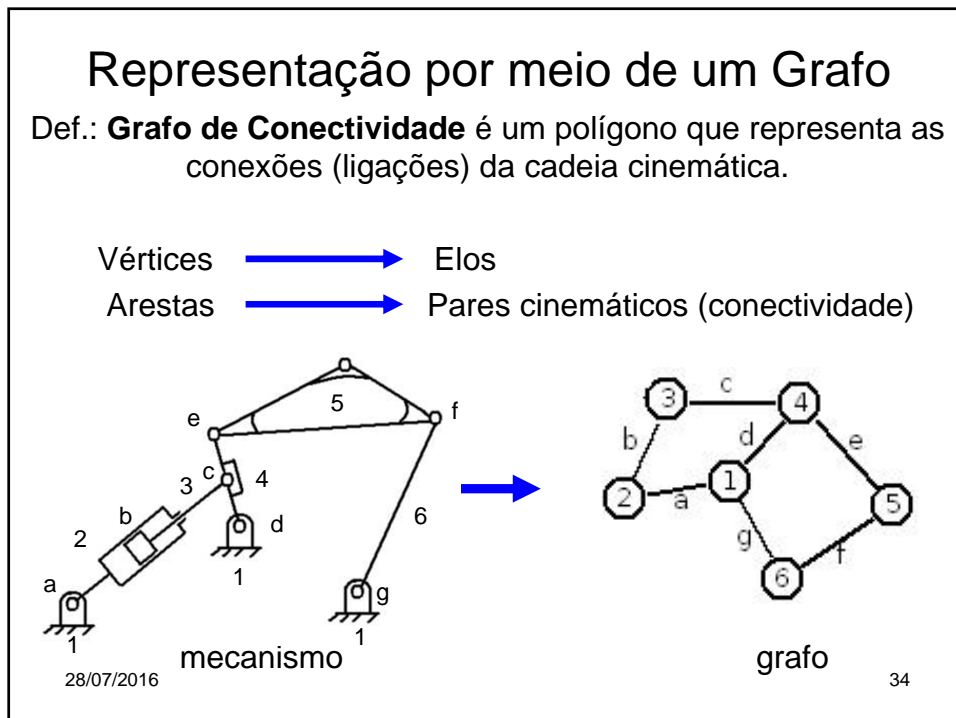 Representação por meio de um Grafo
Def.: Grafo de Conectividade é um polígono que representa as
conexões (ligações) da cadeia cinemática.
Vértices Elos
Arestas Pares cinemáticos (conectividade)
e
5
f
c
4
3
b
2
d
6
a
1
g
1
1
mecanismo
3
c
4
b
d
e
2
a
1
5
g
f
6
grafo
28/07/2016
34